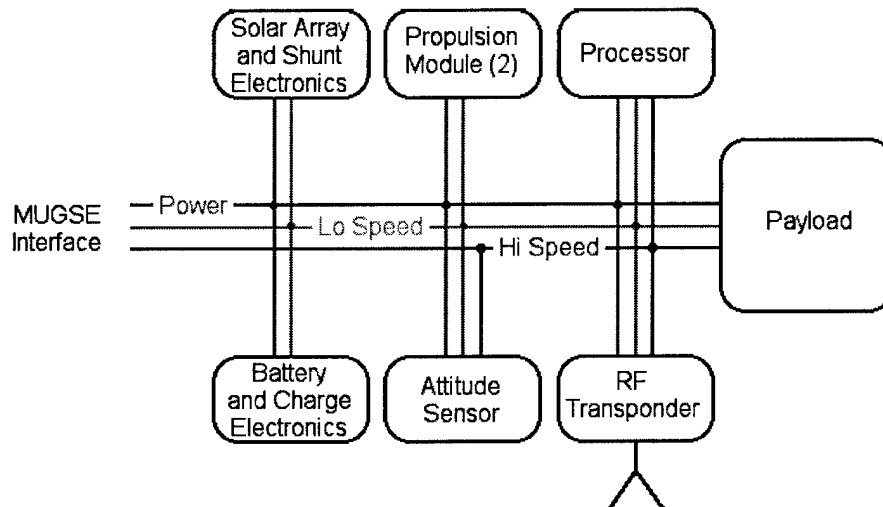 Solar Array
and Shunt
Electronics
Propulsion
Module (2)
Processor
MUGSE
Interface
Power
Lo Speed
Hi Speed
Payload
Battery
and Charge
Electronics
Attitude
Sensor
RF
Transponder